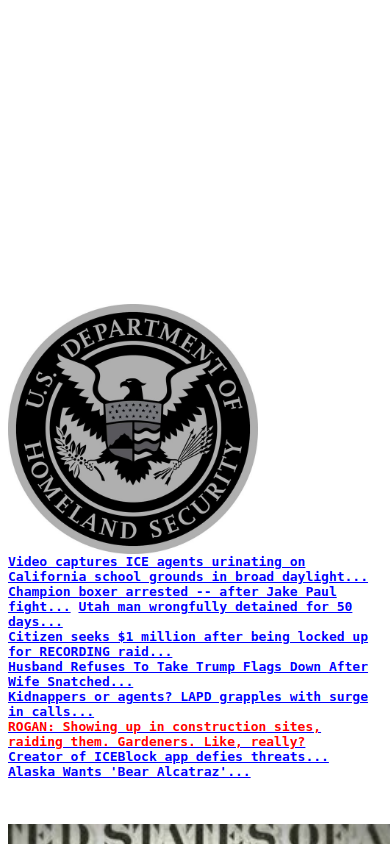 U.S. DEPARTMENT OF
HOMELAND SECURITY
Video captures ICE agents urinating on
California school grounds in broad daylight...
Champion boxer arrested -- after Jake Paul
fight... Utah man wrongfully detained for 50
days...
Citizen seeks $1 million after being locked up
for RECORDING raid...
Husband Refuses To Take Trump Flags Down After
Wife Snatched...
Kidnappers or agents? LAPD grapples with surge
in calls...
ROGAN: Showing up in construction sites,
raiding them. Gardeners. Like, really?
Creator of ICEBlock app defies threats...
Alaska Wants 'Bear Alcatraz'...
STATES OF